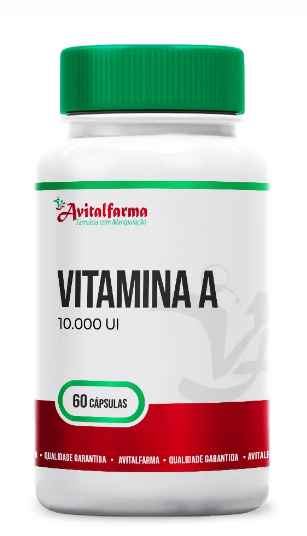 Avitalfarma
Farmácia com Manipulação
VITAMINA A
10.000 UI
60 CÁPSULAS
A • QUALIDADE GARANTIDA • AVITALFARMA • QUALIDADE GARANTIDA • AVITALF